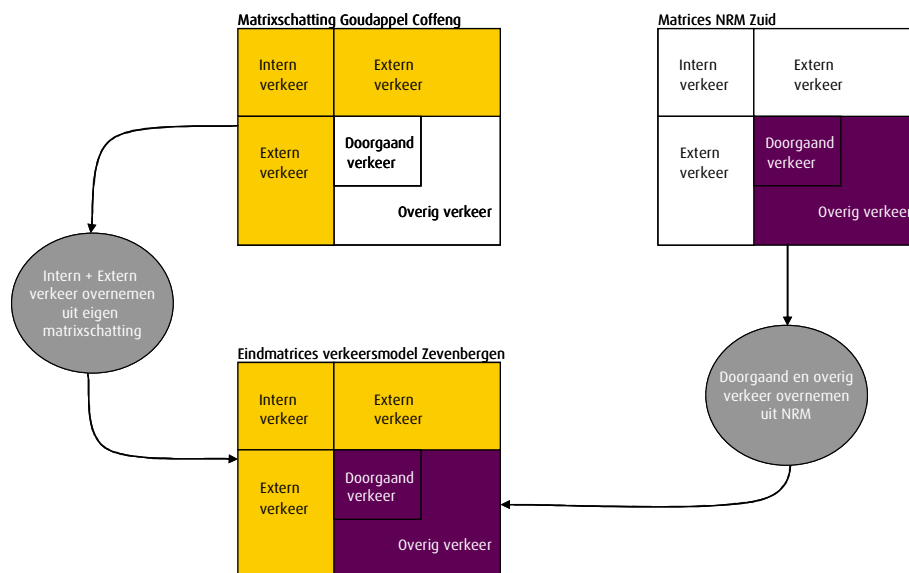 Matrixschatting Goudappel Coffeng
Intern
verkeer
Extern
verkeer
Extern
verkeer
Doorgaand
verkeer
Overig verkeer
Matrices NRM Zuid
Intern
verkeer
Extern
verkeer
Extern
verkeer
Doorgaand
verkeer
Overig verkeer
Intern + Extern
verkeer overnemen
uit eigen
matrixschatting
Doorgaand en overig
verkeer overnemen
uit NRM
Eindmatrices verkeersmodel Zevenbergen
Intern
verkeer
Extern
verkeer
Extern
verkeer
Doorgaand
verkeer
Overig verkeer